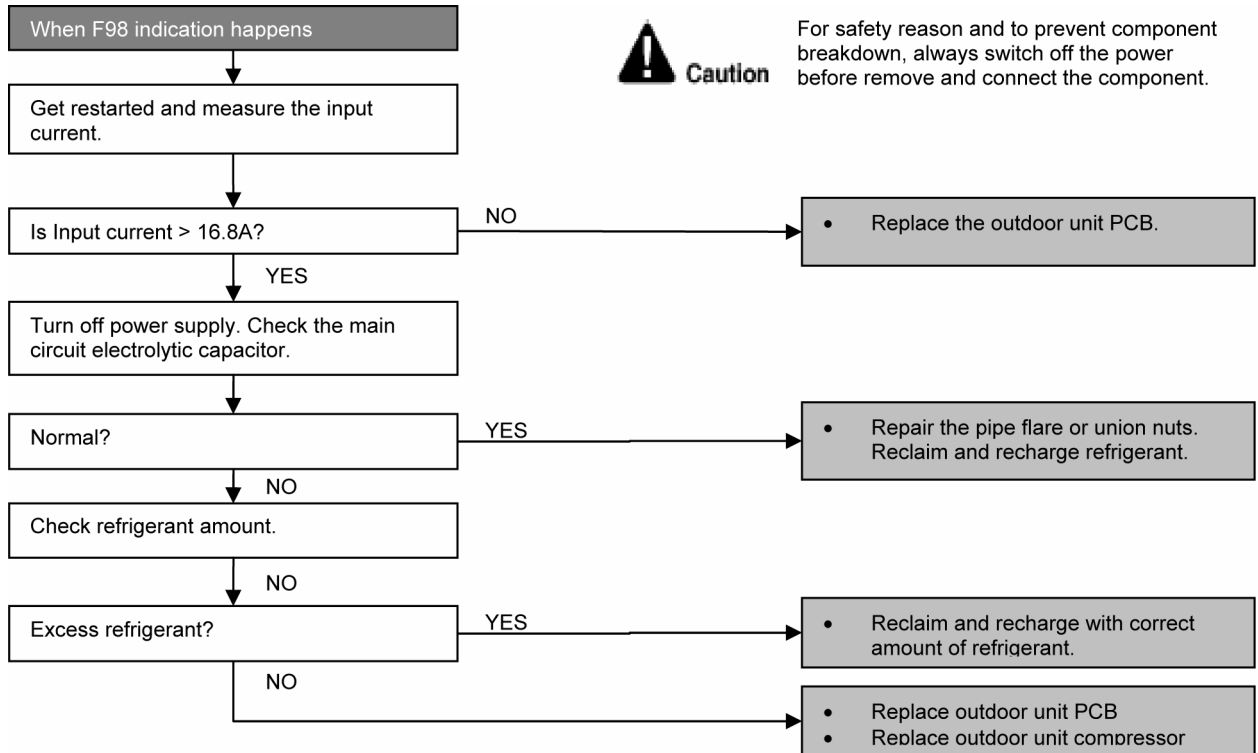 When F98 indication happens
Caution
For safety reason and to prevent component
breakdown, always switch off the power
before remove and connect the component.
Get restarted and measure the input
current.
Is Input current > 16.8A?
NO
• Replace the outdoor unit PCB.
YES
Turn off power supply. Check the main
circuit electrolytic capacitor.
Normal?
YES
• Repair the pipe flare or union nuts.
Reclaim and recharge refrigerant.
NO
Check refrigerant amount.
NO
Excess refrigerant?
YES
• Reclaim and recharge with correct
amount of refrigerant.
NO
• Replace outdoor unit PCB
• Replace outdoor unit compressor